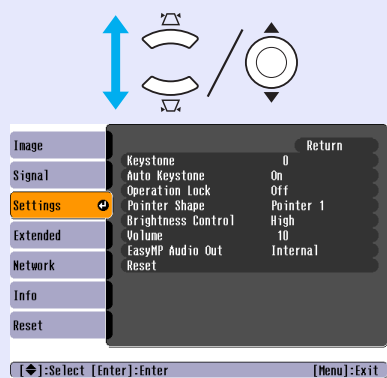 Image
Signal
Settings
Extended
Network
Info
Reset
Return
Keystone 0
Auto Keystone On
Operation Lock Off
Pointer Shape Pointer 1
Brightness Control High
Volume 10
EasyMP Audio Out Internal
Reset
[◆]:Select [Enter]:Enter [Menu]:Exit